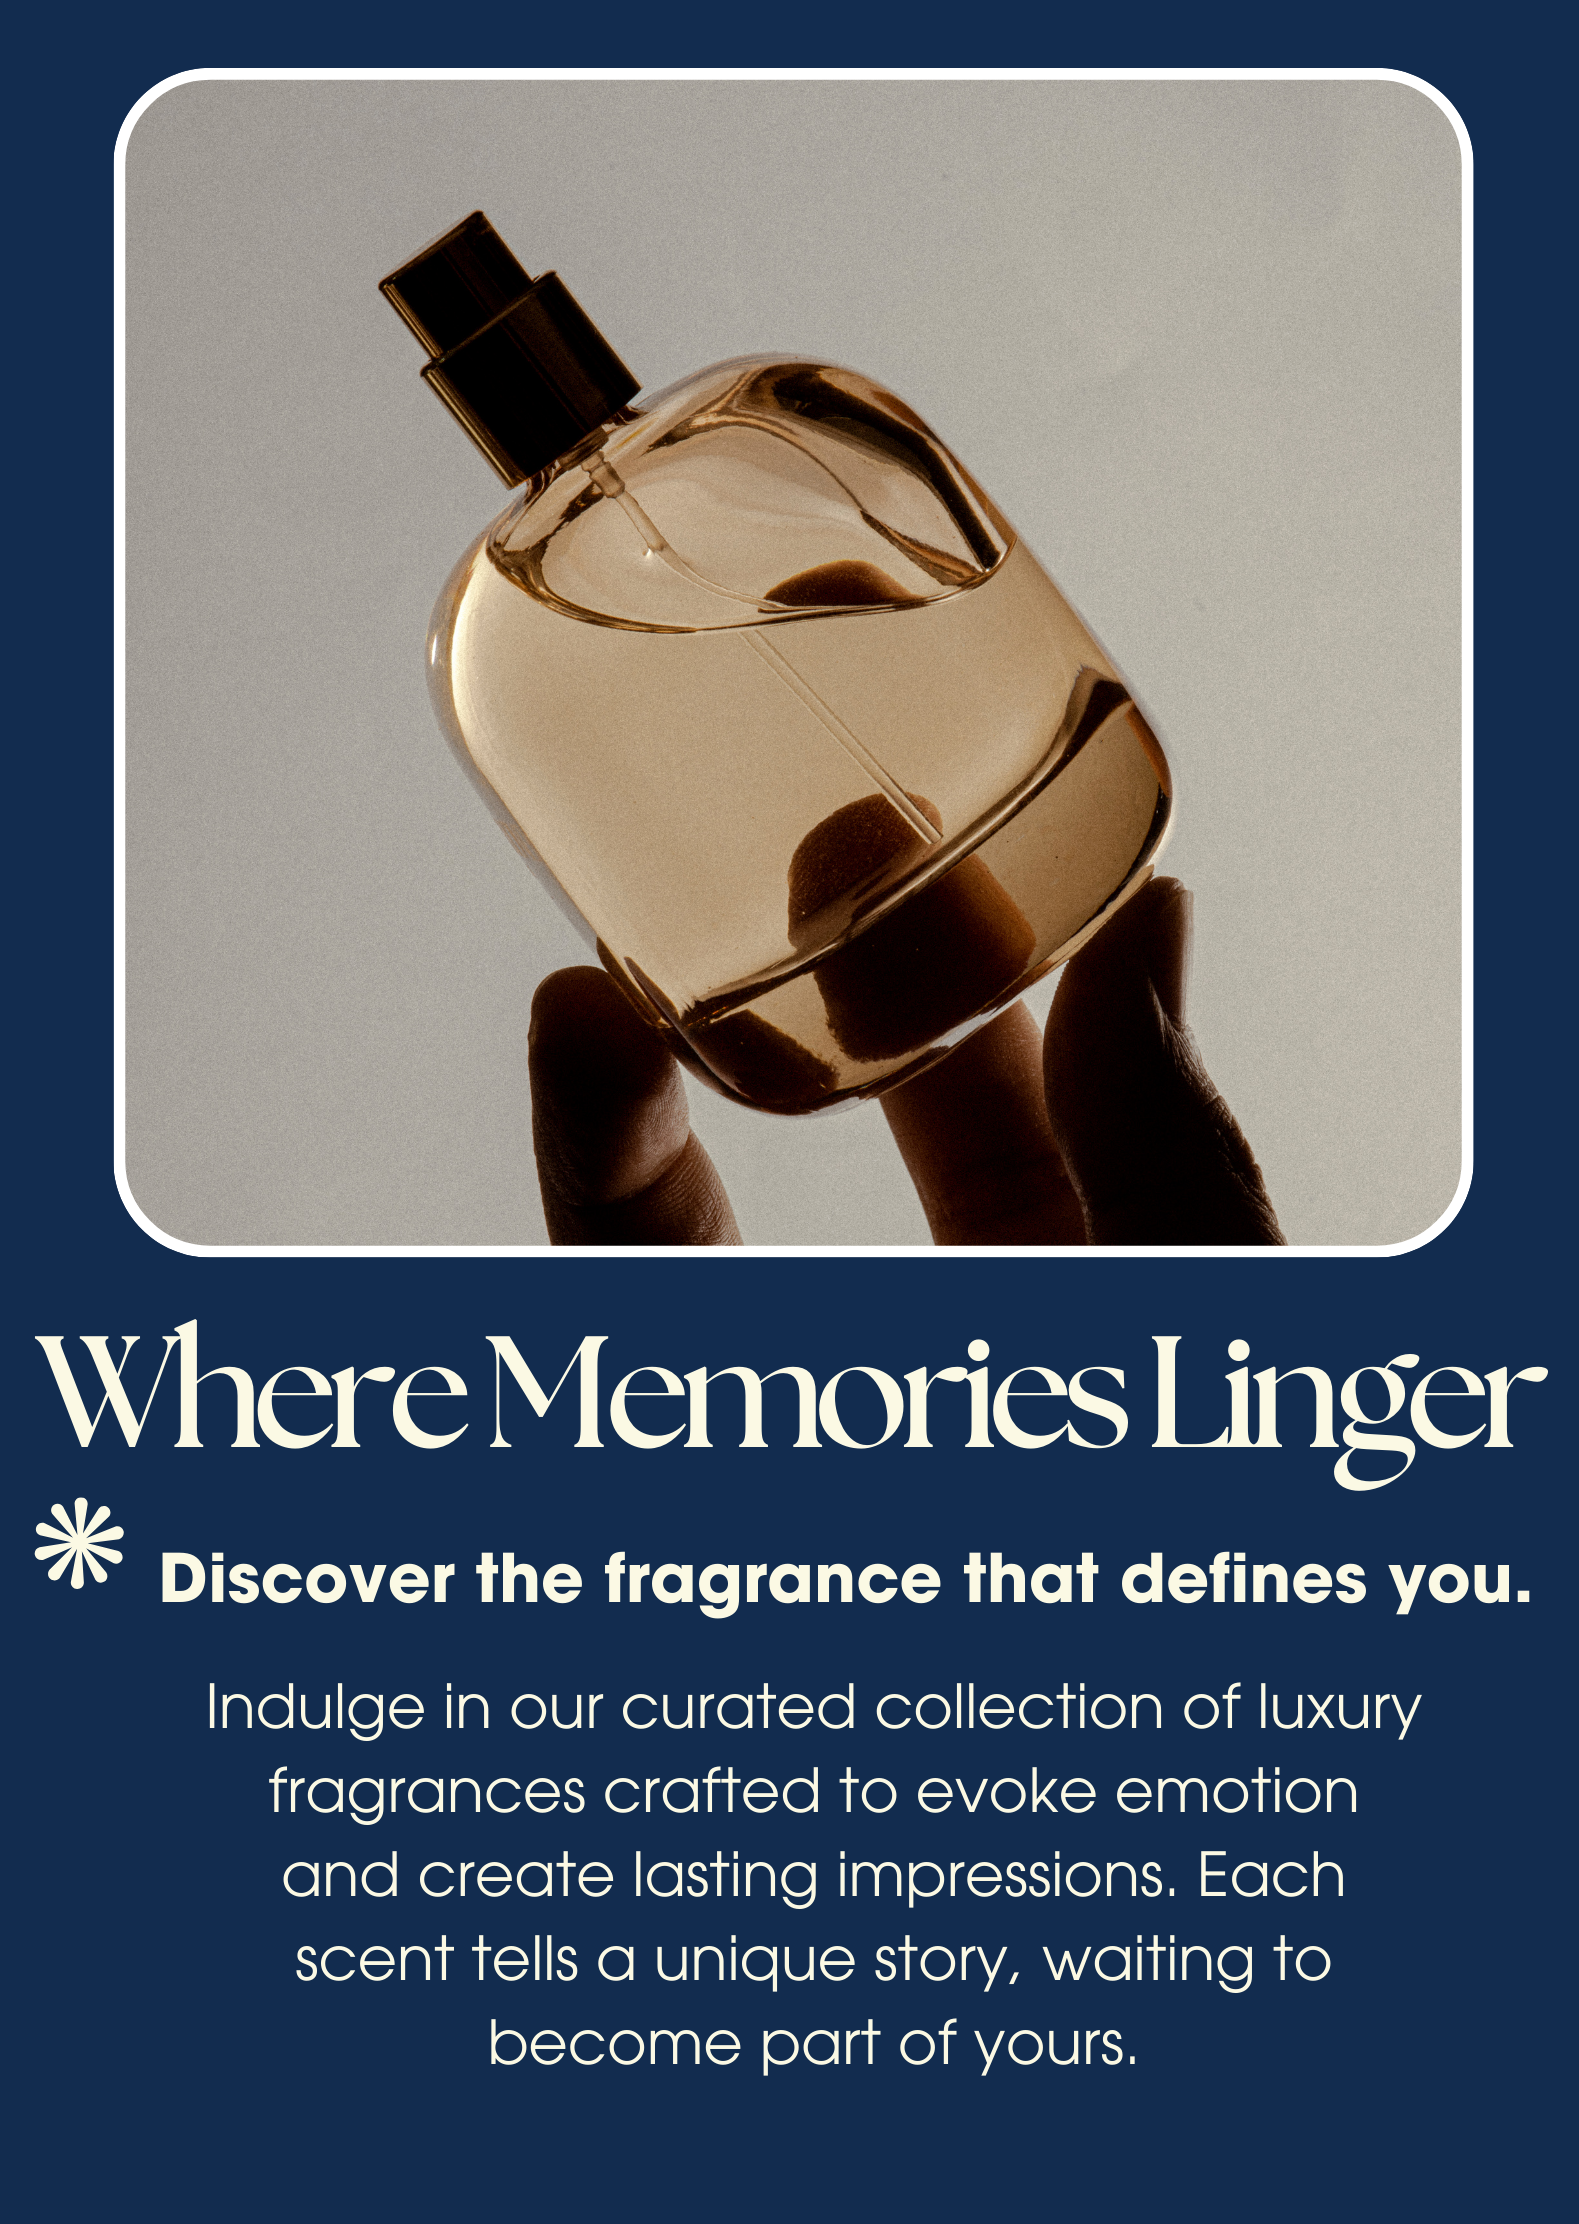 Where Memories Linger
Discover the fragrance that defines you.
Indulge in our curated collection of luxury
fragrances crafted to evoke emotion
and create lasting impressions. Each
scent tells a unique story, waiting to
become part of yours.